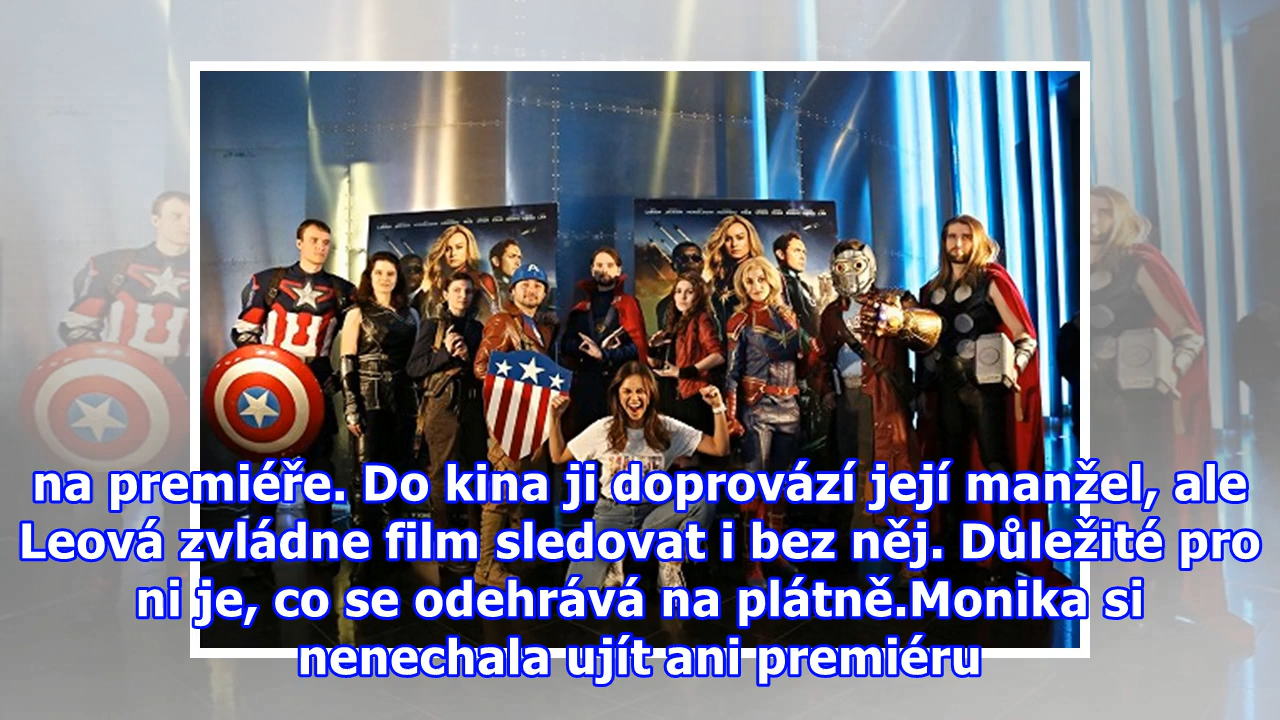 na premiéře. Do kina ji doprovází její manžel, ale
Leová zvládne film sledovat i bez něj. Důležité pro
ni je, co se odehrává na plátně.Monika si
nenechala ujít ani premiéru